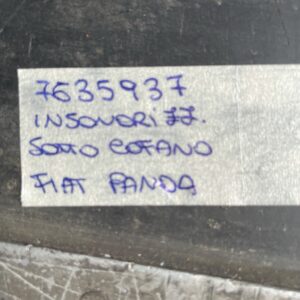 7635937
INSONORIZZ.
SOTTO COFANO
FIAT PANDA